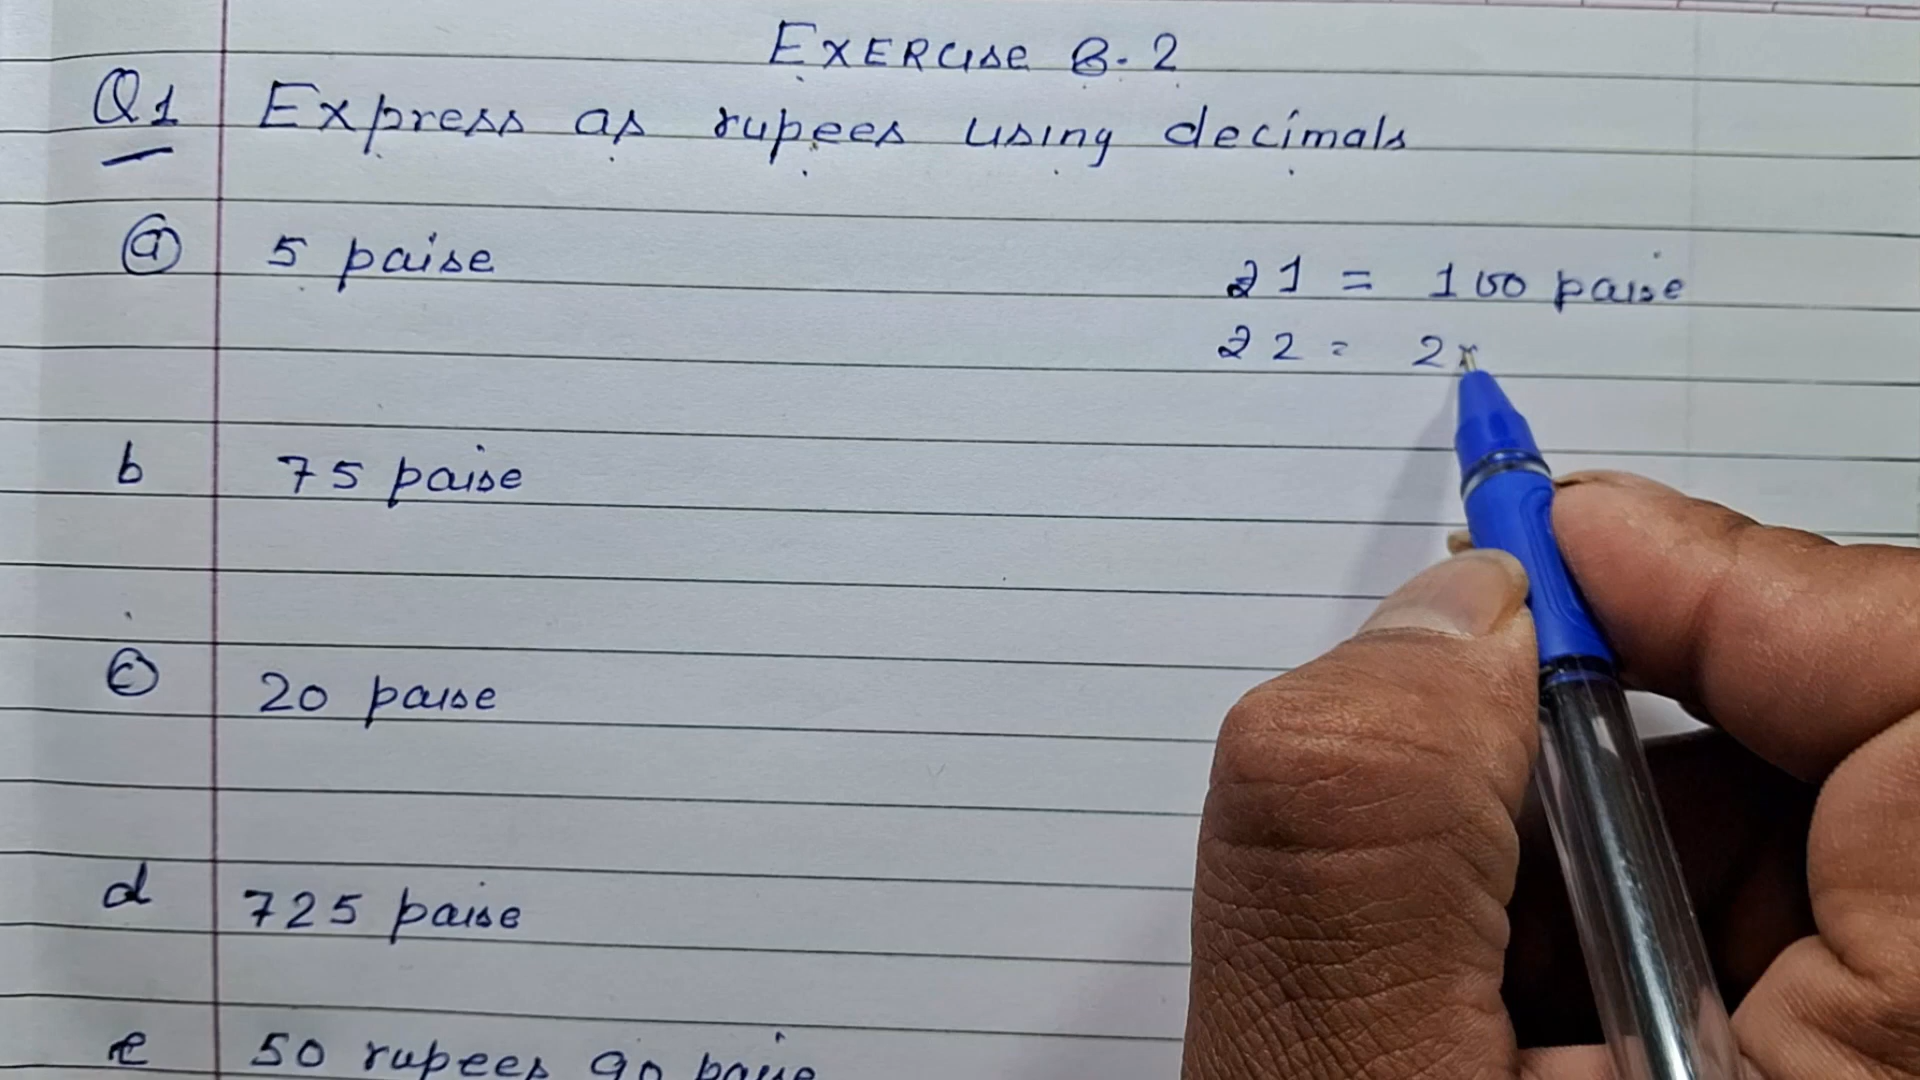 EXERCISE 8.2
Q1 Express as rupees using decimals
a 5 paise
₹1 = 100 paise
₹2 = 2×
b 75 paise
c 20 paise
d 725 paise
e 50 rupees 90 paise